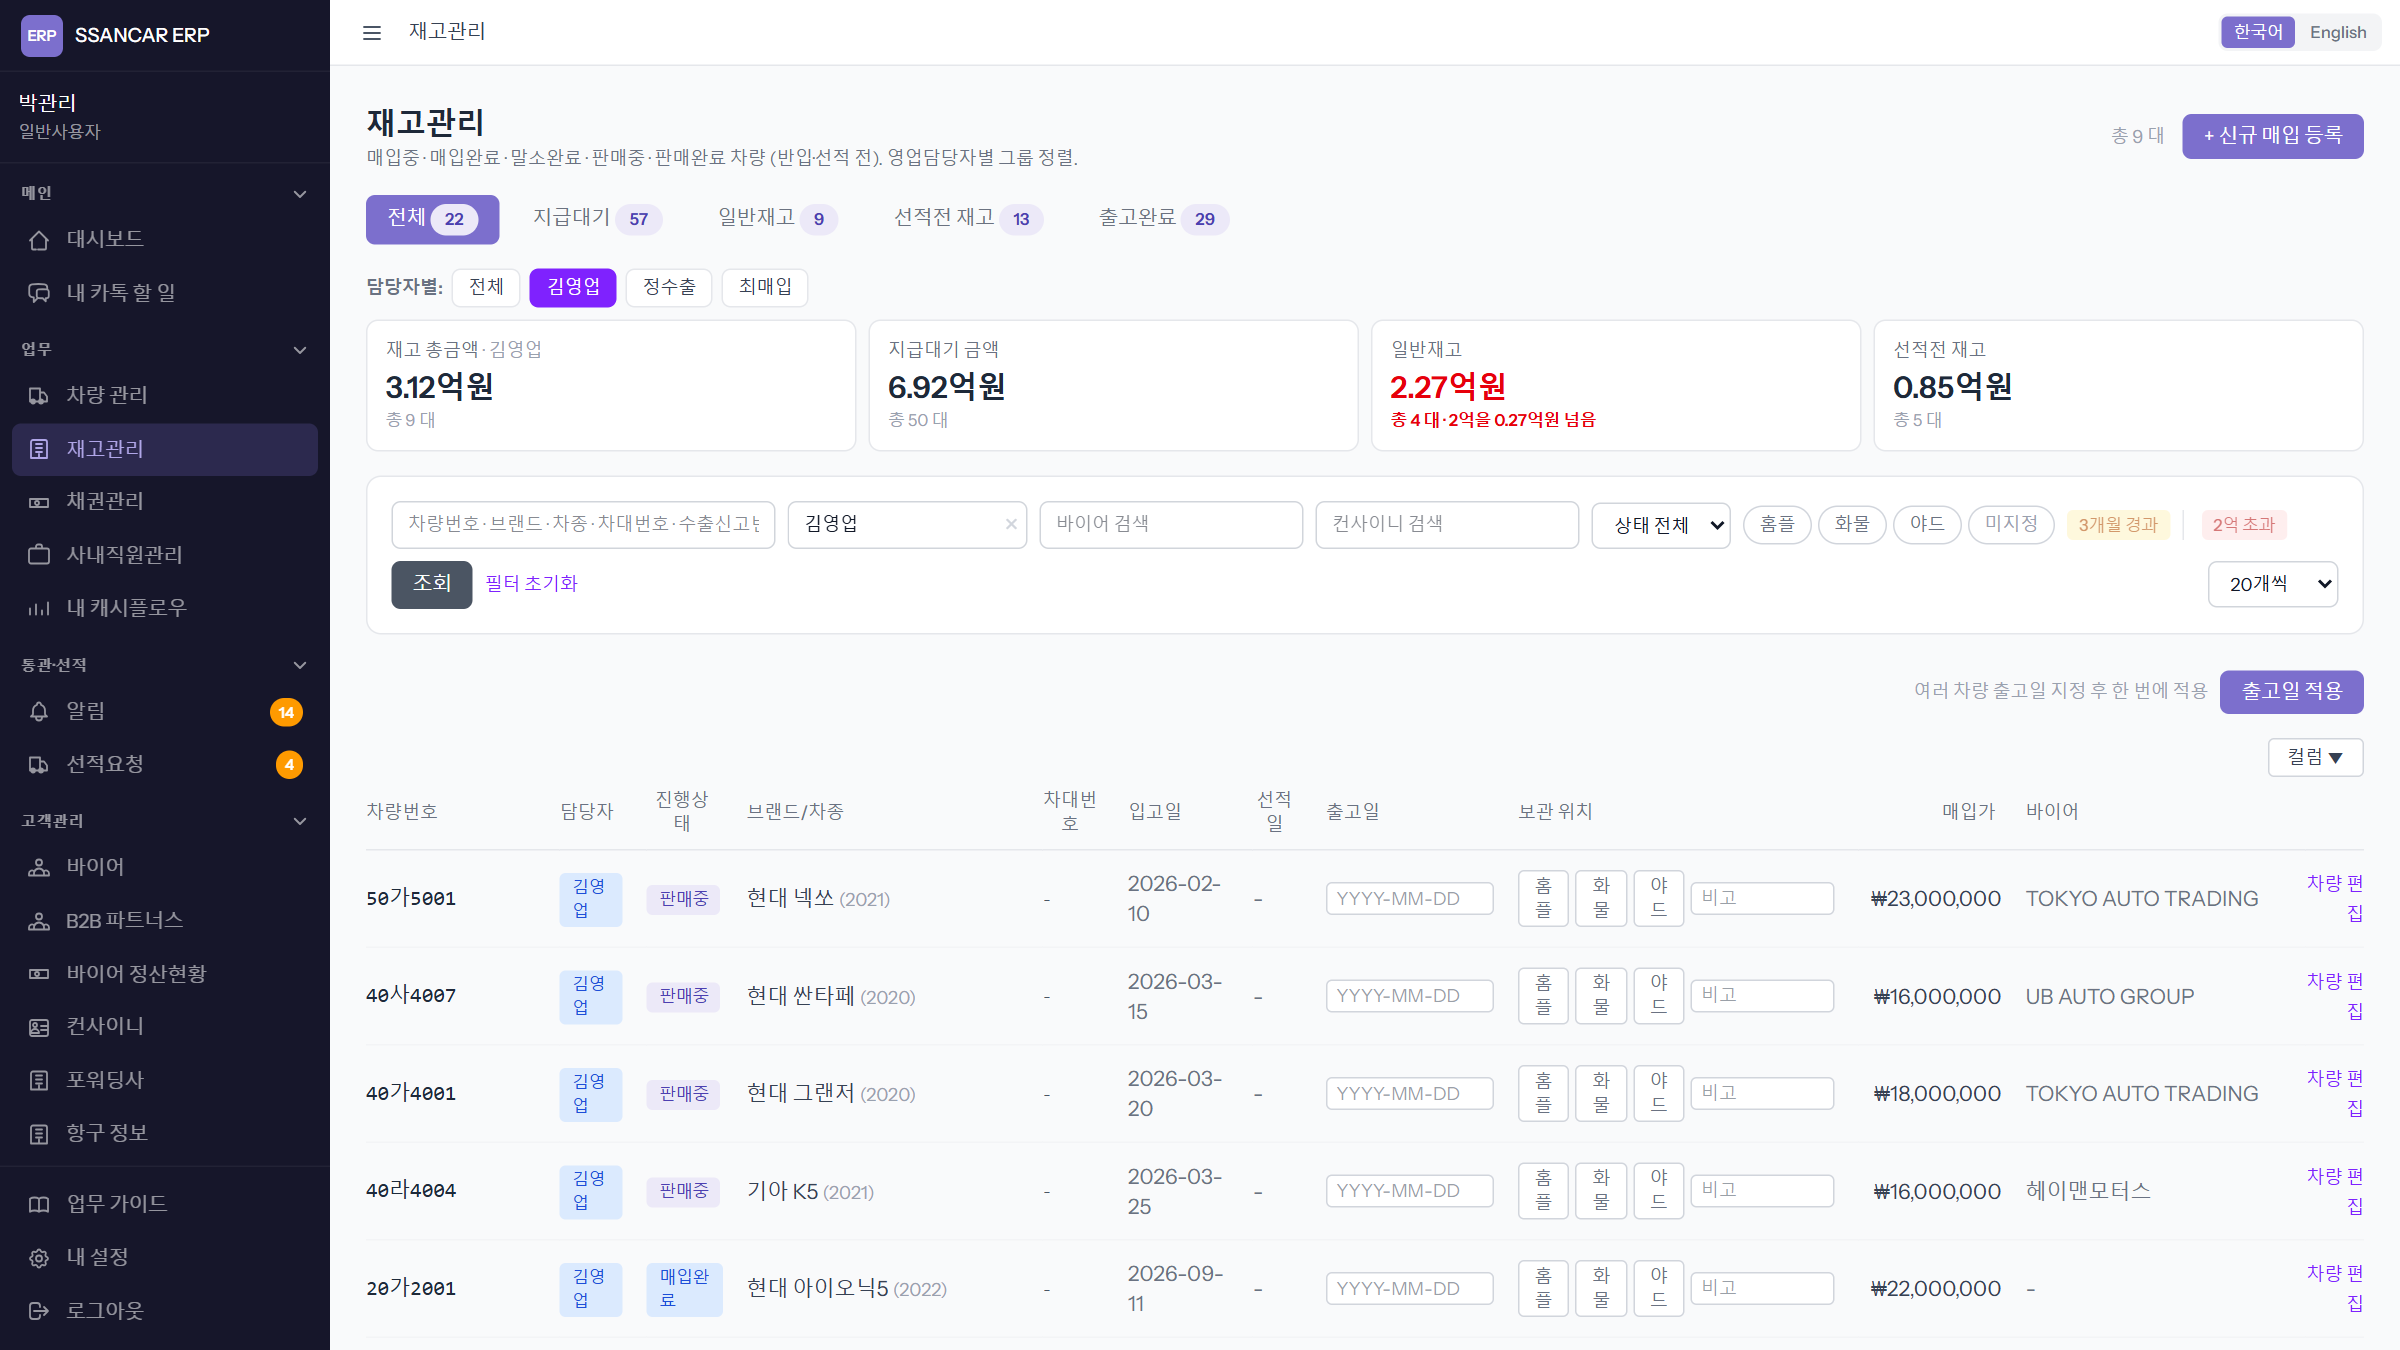 ERP SSANCAR ERP
박관리
일반사용자
메인
대시보드
내 카톡 할 일
업무
차량 관리
재고관리
채권관리
사내직원관리
내 캐시플로우
통관·선적
알림 14
선적요청 4
고객관리
바이어
B2B 파트너스
바이어 정산현황
컨사이니
포워딩사
항구 정보
업무 가이드
내 설정
로그아웃
재고관리
한국어 English
재고관리
매입중·매입완료·말소완료·판매중·판매완료 차량 (반입·선적 전). 영업담당자별 그룹 정렬.
총 9 대 + 신규 매입 등록
전체 22 지급대기 57 일반재고 9 선적전 재고 13 출고완료 29
담당자별: 전체 김영업 정수출 최매입
재고 총금액 · 김영업
3.12억원
총 9 대
지급대기 금액
6.92억원
총 50 대
일반재고
2.27억원
총 4 대 · 2억을 0.27억원 넘음
선적전 재고
0.85억원
총 5 대
차량번호·브랜드·차종·차대번호·수출신고 김영업 × 바이어 검색 컨사이니 검색 상태 전체 홈플 화물 야드 미지정 3개월 경과 2억 초과
조회 필터 초기화 20개씩
여러 차량 출고일 지정 후 한 번에 적용 출고일 적용
컬럼 ▼
차량번호 담당자 진행상태 브랜드/차종 차대번호 입고일 선적일 출고일 보관 위치 매입가 바이어
50가5001 김영업 판매중 현대 넥쏘 (2021) - 2026-02-10 - YYYY-MM-DD 홈플 화물 야드 비고 ₩23,000,000 TOKYO AUTO TRADING 차량 편집
40사4007 김영업 판매중 현대 싼타페 (2020) - 2026-03-15 - YYYY-MM-DD 홈플 화물 야드 비고 ₩16,000,000 UB AUTO GROUP 차량 편집
40가4001 김영업 판매중 현대 그랜저 (2020) - 2026-03-20 - YYYY-MM-DD 홈플 화물 야드 비고 ₩18,000,000 TOKYO AUTO TRADING 차량 편집
40라4004 김영업 판매중 기아 K5 (2021) - 2026-03-25 - YYYY-MM-DD 홈플 화물 야드 비고 ₩16,000,000 헤이맨모터스 차량 편집
20가2001 김영업 매입완료 현대 아이오닉5 (2022) - 2026-09-11 - YYYY-MM-DD 홈플 화물 야드 비고 ₩22,000,000 - 차량 편집